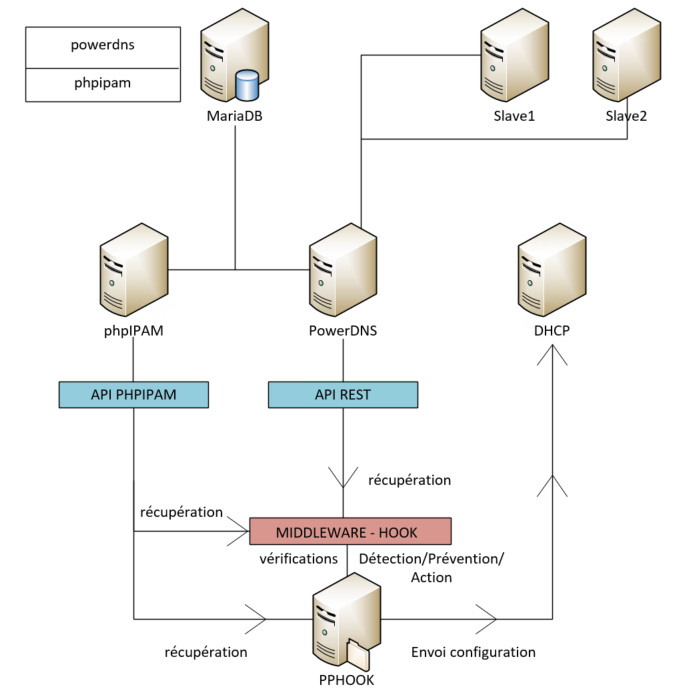 powerdns
phpipam
MariaDB
Slave1
Slave2
phpIPAM
PowerDNS
DHCP
API PHPIPAM
API REST
récupération
récupération
MIDDLEWARE - HOOK
vérifications
Détection/Prévention/
Action
récupération
Envoi configuration
PPHOOK